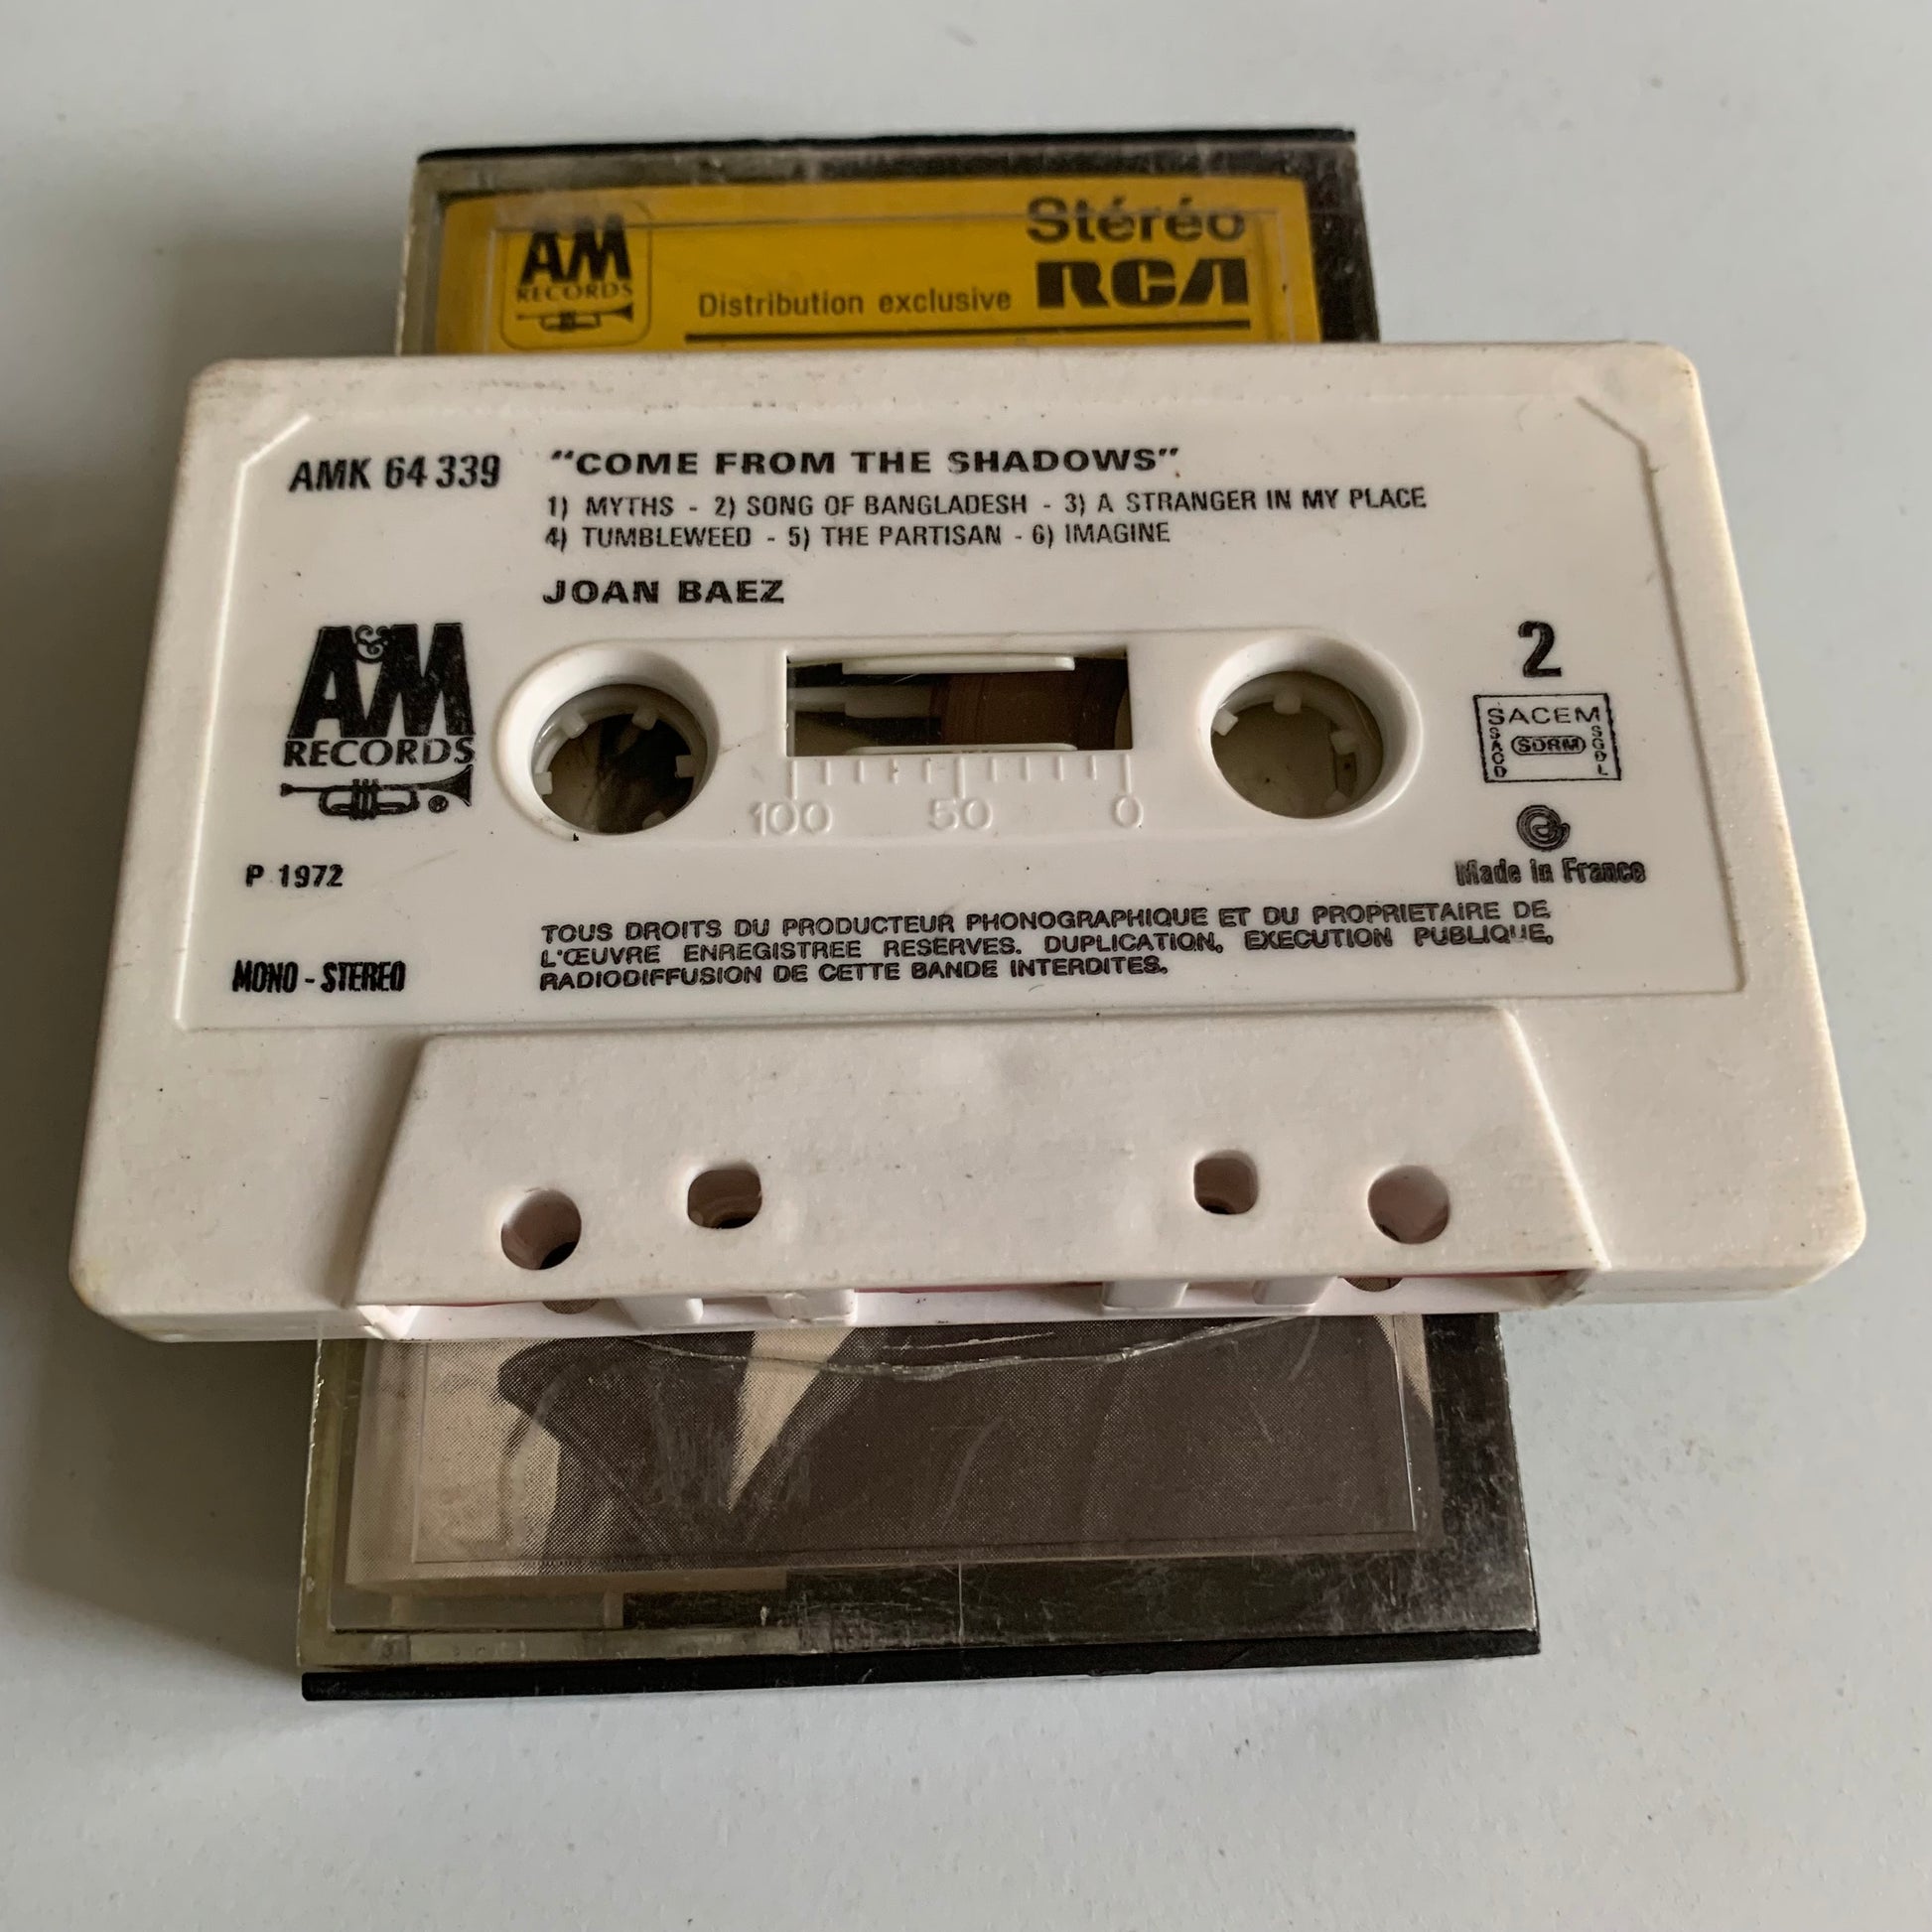 A&M
RECORDS
Stéréo
Distribution exclusive RCA
AMK 64 339
"COME FROM THE SHADOWS"
1) MYTHS - 2) SONG OF BANGLADESH - 3) A STRANGER IN MY PLACE
4) TUMBLEWEED - 5) THE PARTISAN - 6) IMAGINE
JOAN BAEZ
A&M
RECORDS
®
2
SACEM
SACD SDRM SGDL
100 50 0
P 1972
Made in France
MONO - STEREO
TOUS DROITS DU PRODUCTEUR PHONOGRAPHIQUE ET DU PROPRIETAIRE DE
L'ŒUVRE ENREGISTREE RESERVES. DUPLICATION, EXECUTION PUBLIQUE,
RADIODIFFUSION DE CETTE BANDE INTERDITES.